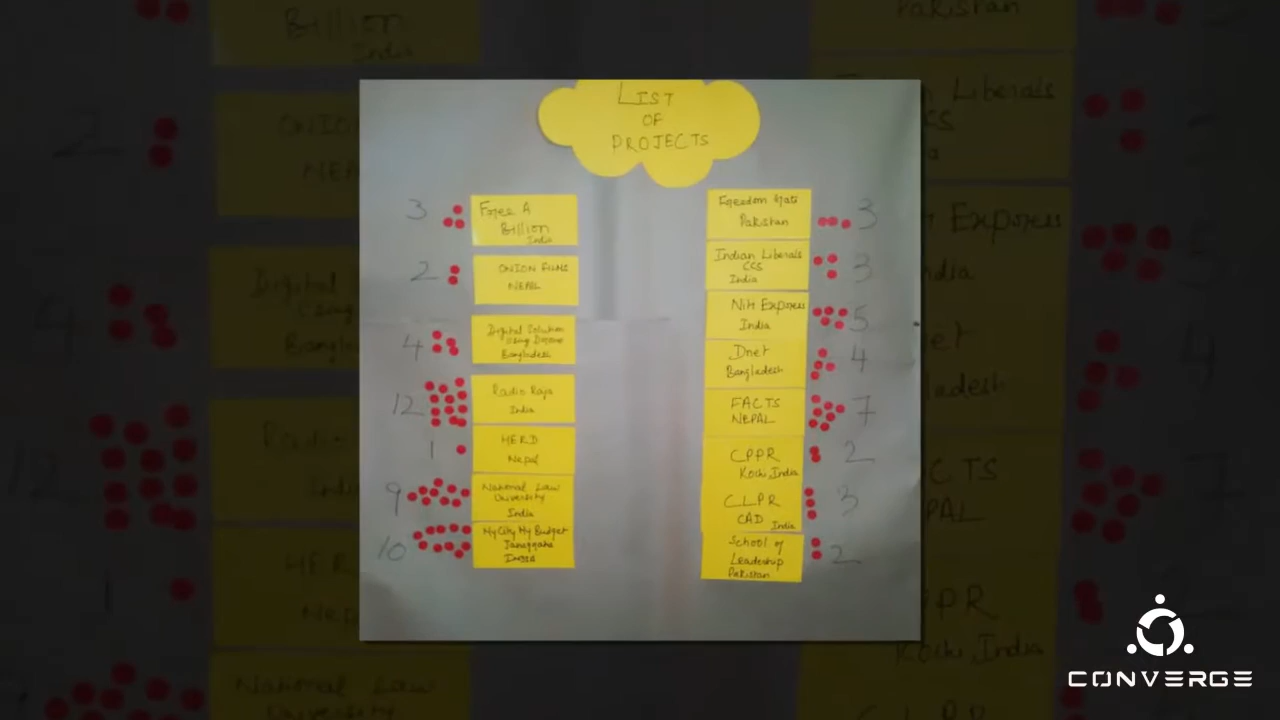 LIST
OF
PROJECTS
3
Free A
Billion
India
2
ONION FILMS
NEPAL
4
Digital Solution
Using Drone
Bangladesh
12
Radio Raja
India
1
HERD
Nepal
9
National Law
University
India
10
My City My Budget
Janaagraha
INDIA
Freedom Gate
Pakistan
3
Indian Liberals
CCS
India
3
Express
India
5
Dnet
Bangladesh
4
FACTS
NEPAL
7
CPPR
Kochi, India
2
CLPR
CAD India
3
School of
Leadership
Pakistan
2
CONVERGE